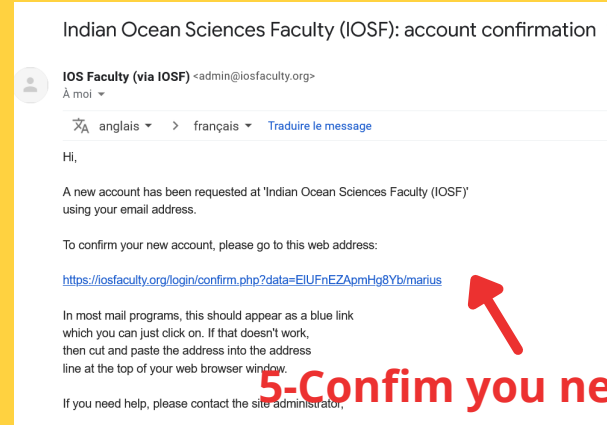 Indian Ocean Sciences Faculty (IOSF): account confirmation
IOS Faculty (via IOSF) <admin@iosfaculty.org>
À moi
anglais > français Traduire le message
Hi,
A new account has been requested at 'Indian Ocean Sciences Faculty (IOSF)'
using your email address.
To confirm your new account, please go to this web address:
https://iosfaculty.org/login/confirm.php?data=ElUFnEZApmHg8Yb/marius
In most mail programs, this should appear as a blue link
which you can just click on. If that doesn't work,
then cut and paste the address into the address
line at the top of your web browser window.
5-Confim you ne
If you need help, please contact the site administrator,